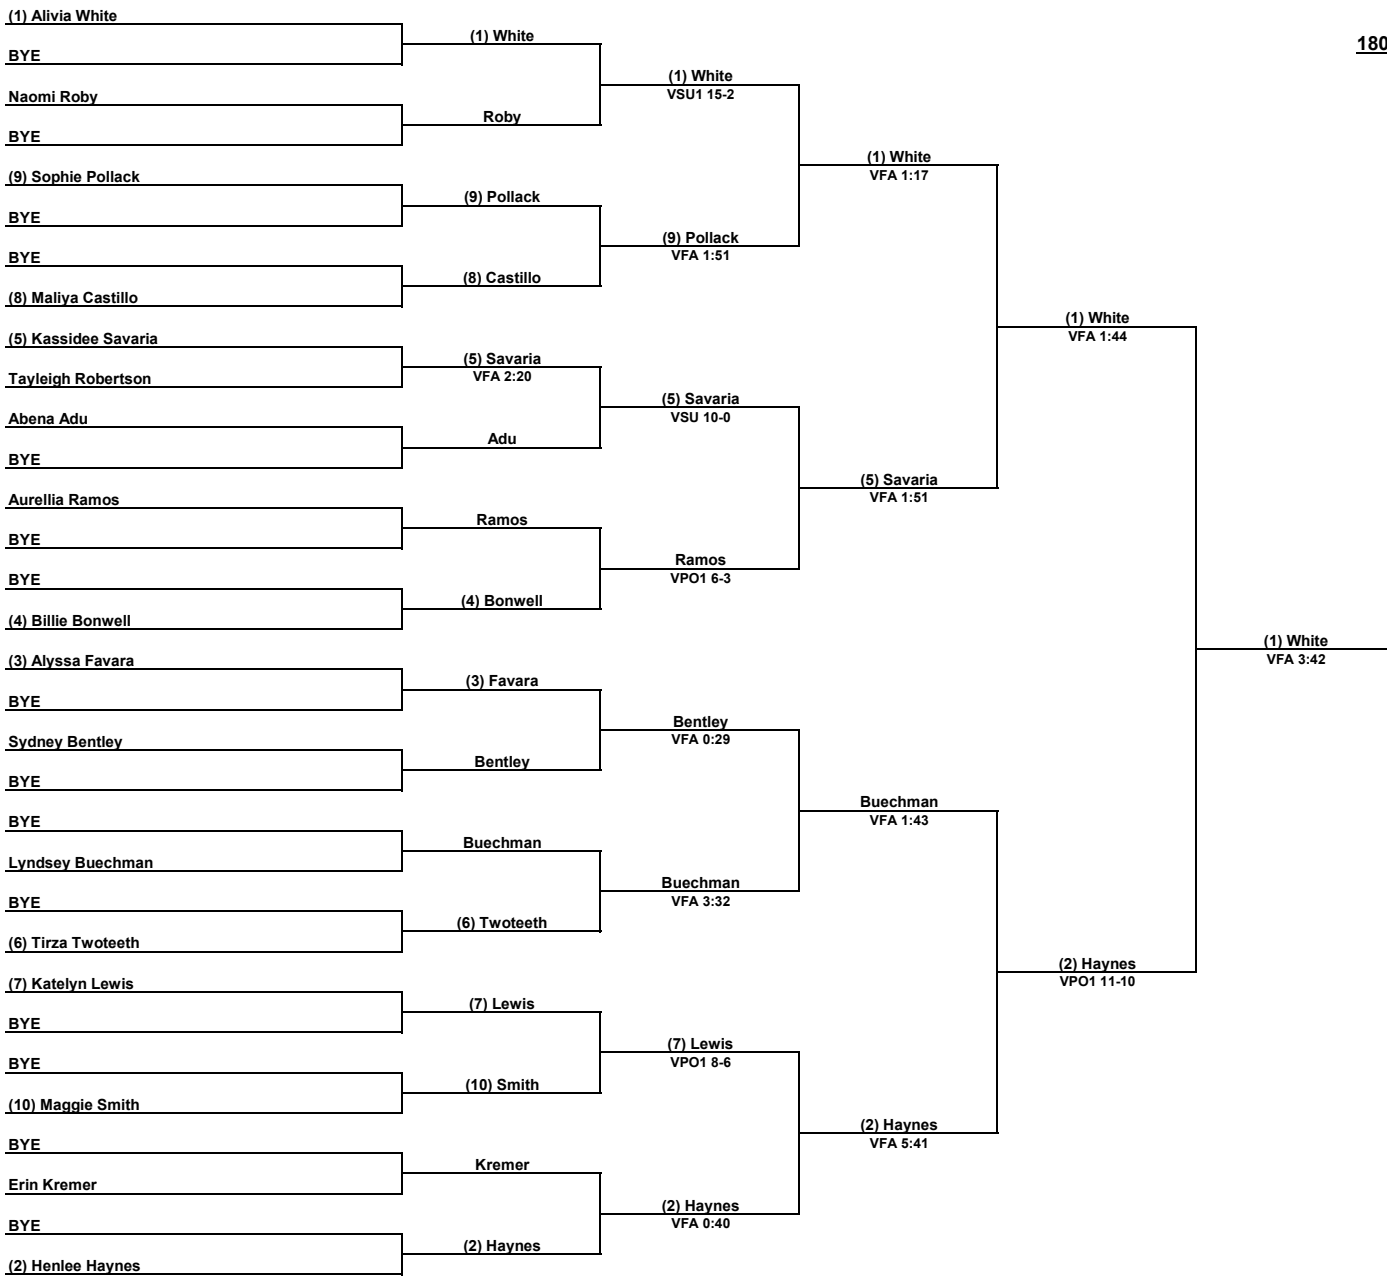 (1) Alivia White
BYE
Naomi Roby
BYE
(9) Sophie Pollack
BYE
BYE
(8) Maliya Castillo
(5) Kassidee Savaria
Tayleigh Robertson
Abena Adu
BYE
Aurellia Ramos
BYE
BYE
(4) Billie Bonwell
(3) Alyssa Favara
BYE
Sydney Bentley
BYE
BYE
Lyndsey Buechman
BYE
(6) Tirza Twoteeth
(7) Katelyn Lewis
BYE
BYE
(10) Maggie Smith
BYE
Erin Kremer
BYE
(2) Henlee Haynes
(1) White
Roby
(9) Pollack
(8) Castillo
(5) Savaria
VFA 2:20
Adu
Ramos
(4) Bonwell
(3) Favara
Bentley
Buechman
(6) Twoteeth
(7) Lewis
(10) Smith
Kremer
(2) Haynes
(1) White
VSU1 15-2
(9) Pollack
VFA 1:51
(5) Savaria
VSU 10-0
Ramos
VPO1 6-3
Bentley
VFA 0:29
Buechman
VFA 3:32
(7) Lewis
VPO1 8-6
(2) Haynes
VFA 0:40
(1) White
VFA 1:17
(5) Savaria
VFA 1:51
Buechman
VFA 1:43
(2) Haynes
VFA 5:41
(1) White
VFA 1:44
(2) Haynes
VPO1 11-10
(1) White
VFA 3:42
180